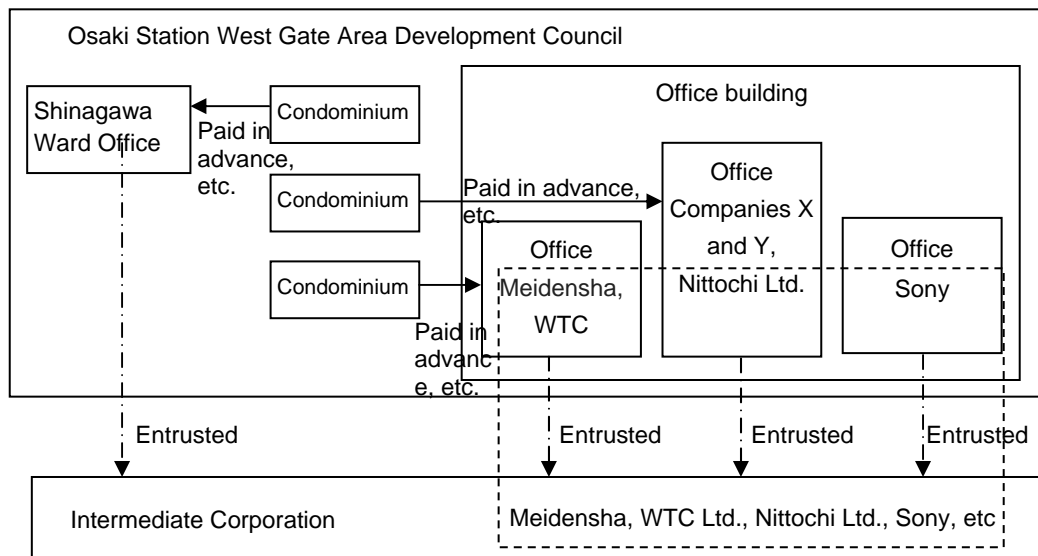 Osaki Station West Gate Area Development Council
Shinagawa
Ward Office
Paid in
advance,
etc.
Condominium
Condominium
Condominium
Office building
Paid in advance,
etc.
Office
Meidensha,
WTC
Office
Companies X
and Y,
Nittochi Ltd.
Office
Sony
Paid in
advanc
e, etc.
Entrusted
Entrusted
Entrusted
Entrusted
Intermediate Corporation
Meidensha, WTC Ltd., Nittochi Ltd., Sony, etc